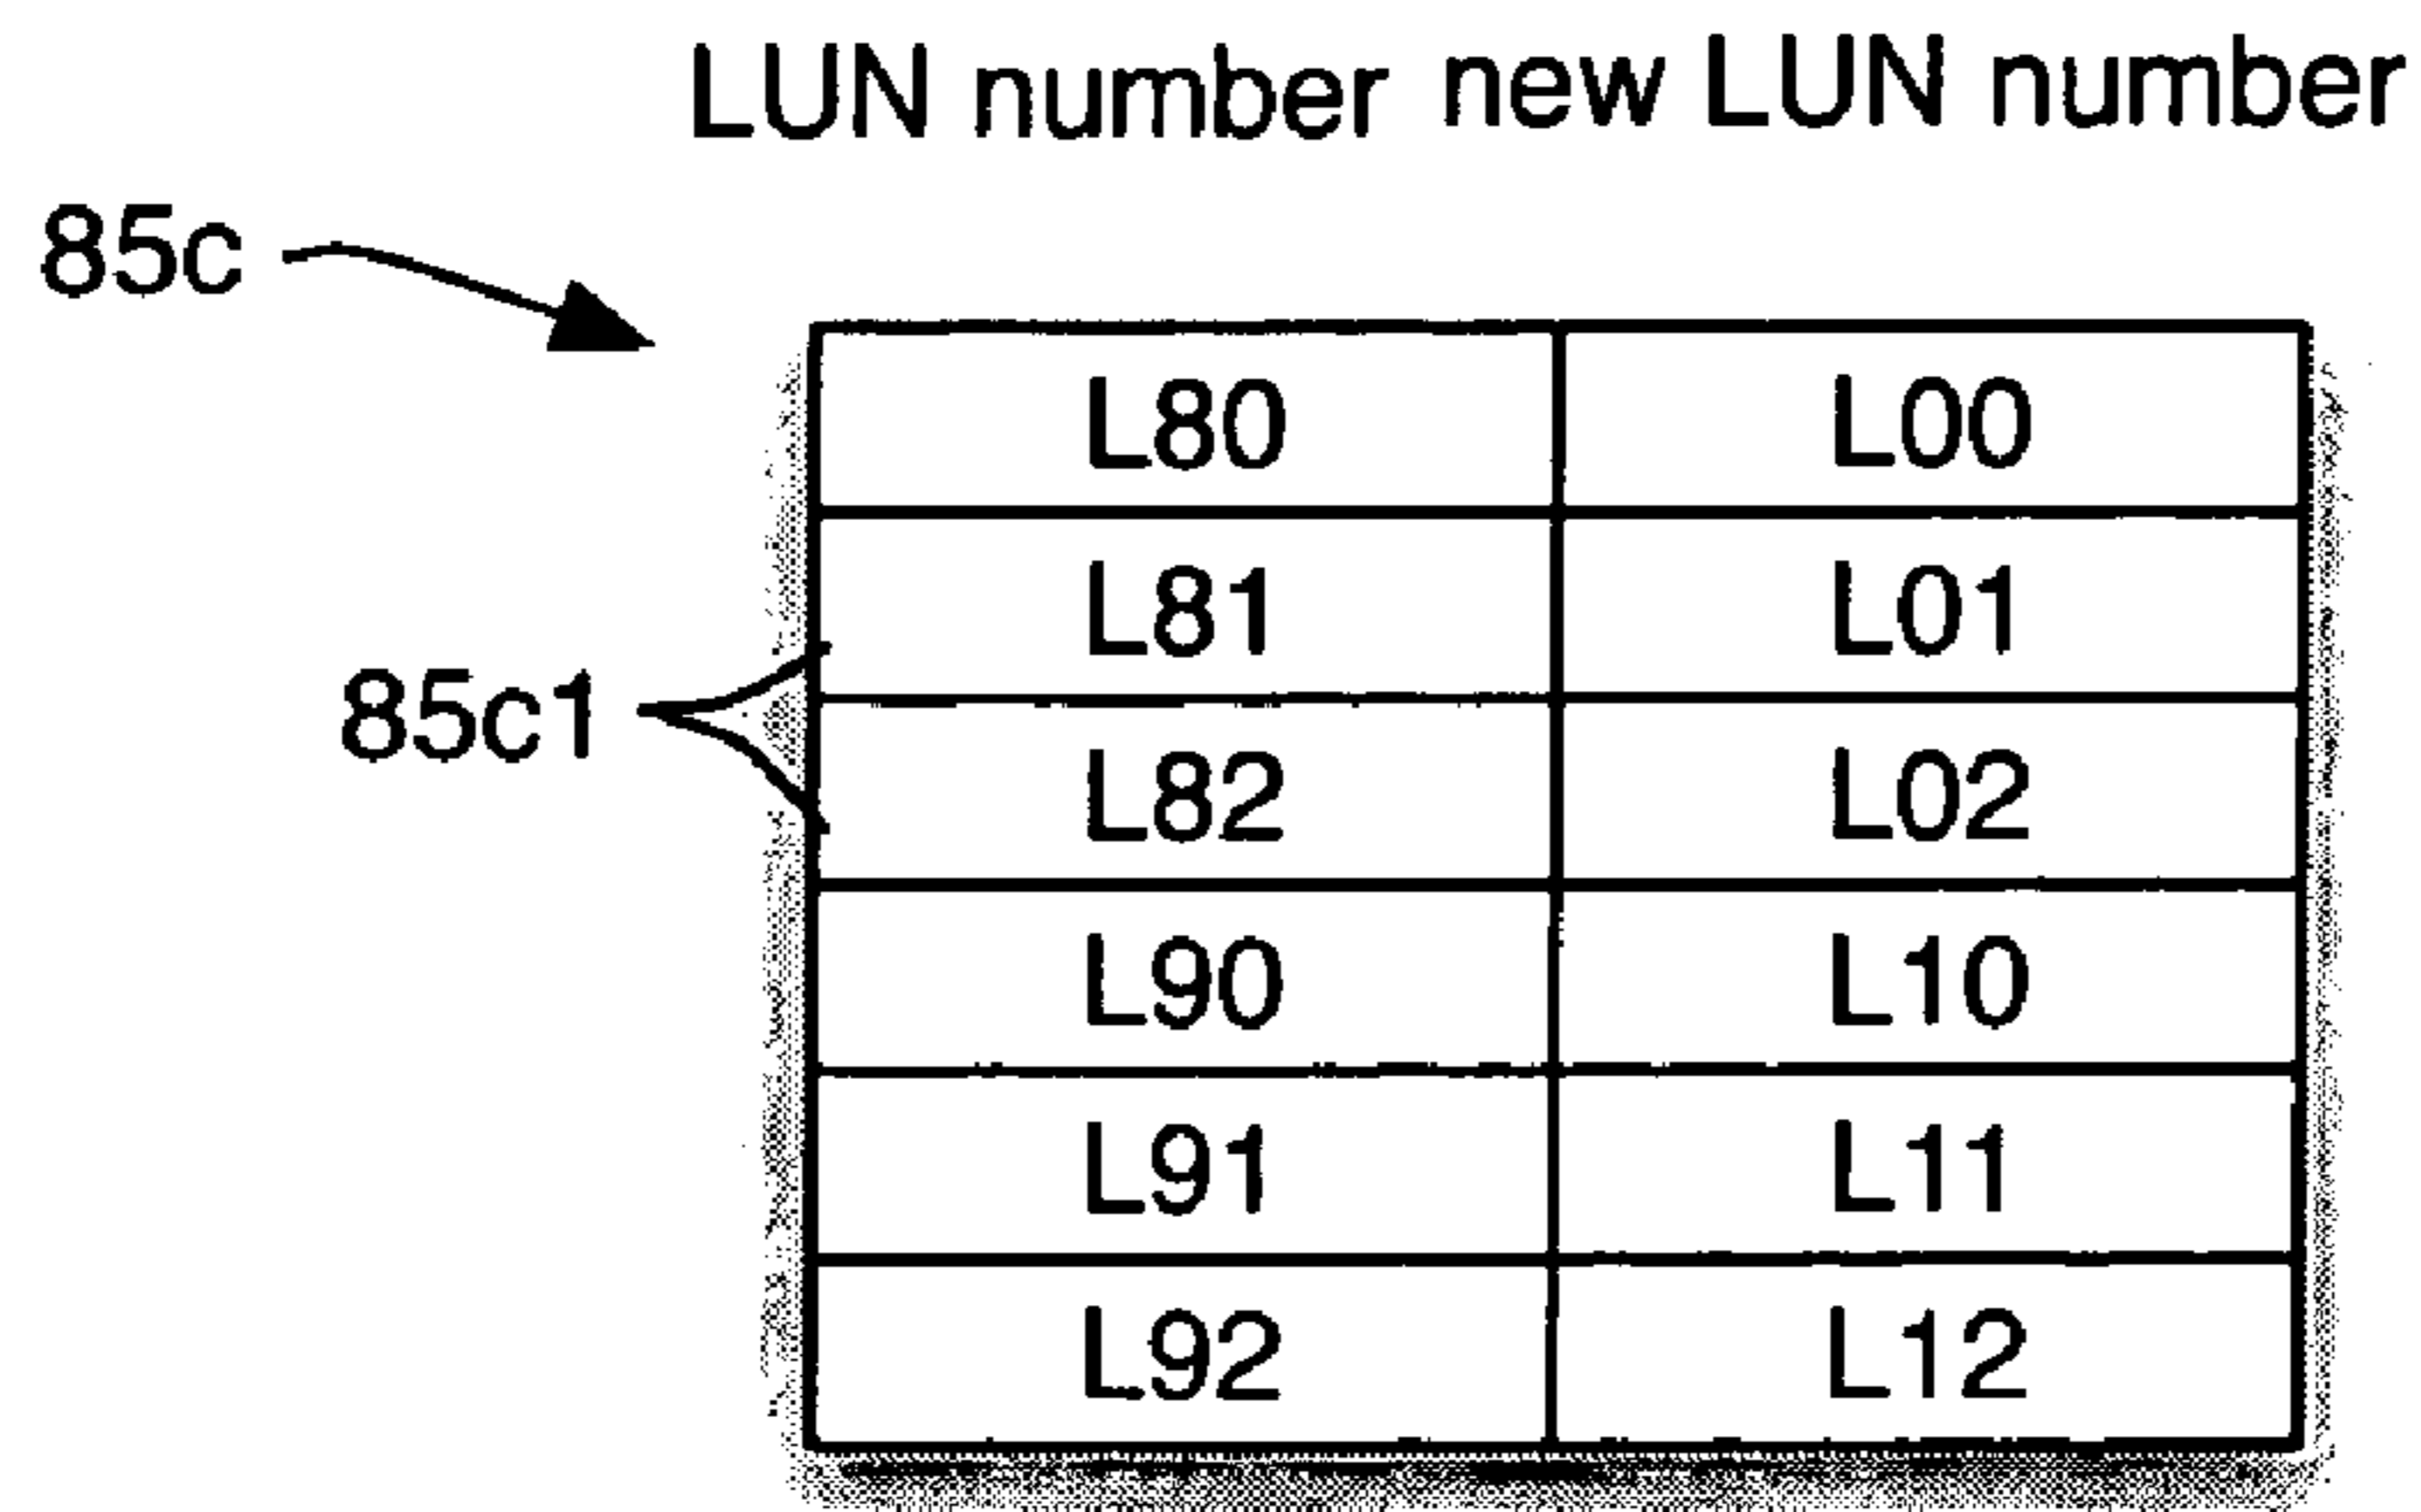 LUN number new LUN number
85c
L80 L00
L81 L01
85c1
L82 L02
L90 L10
L91 L11
L92 L12